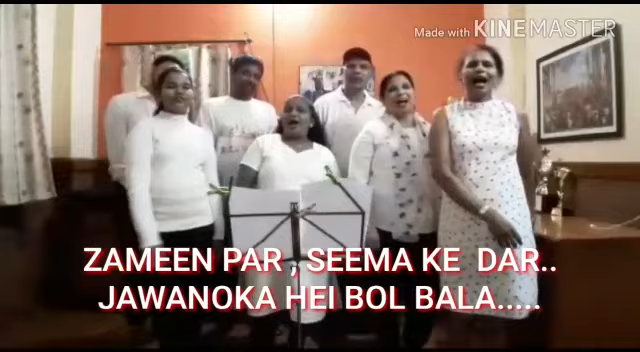 Made with KINEMASTER
ZAMEEN PAR , SEEMA KE DAR..
JAWANOKA HEI BOL BALA.....